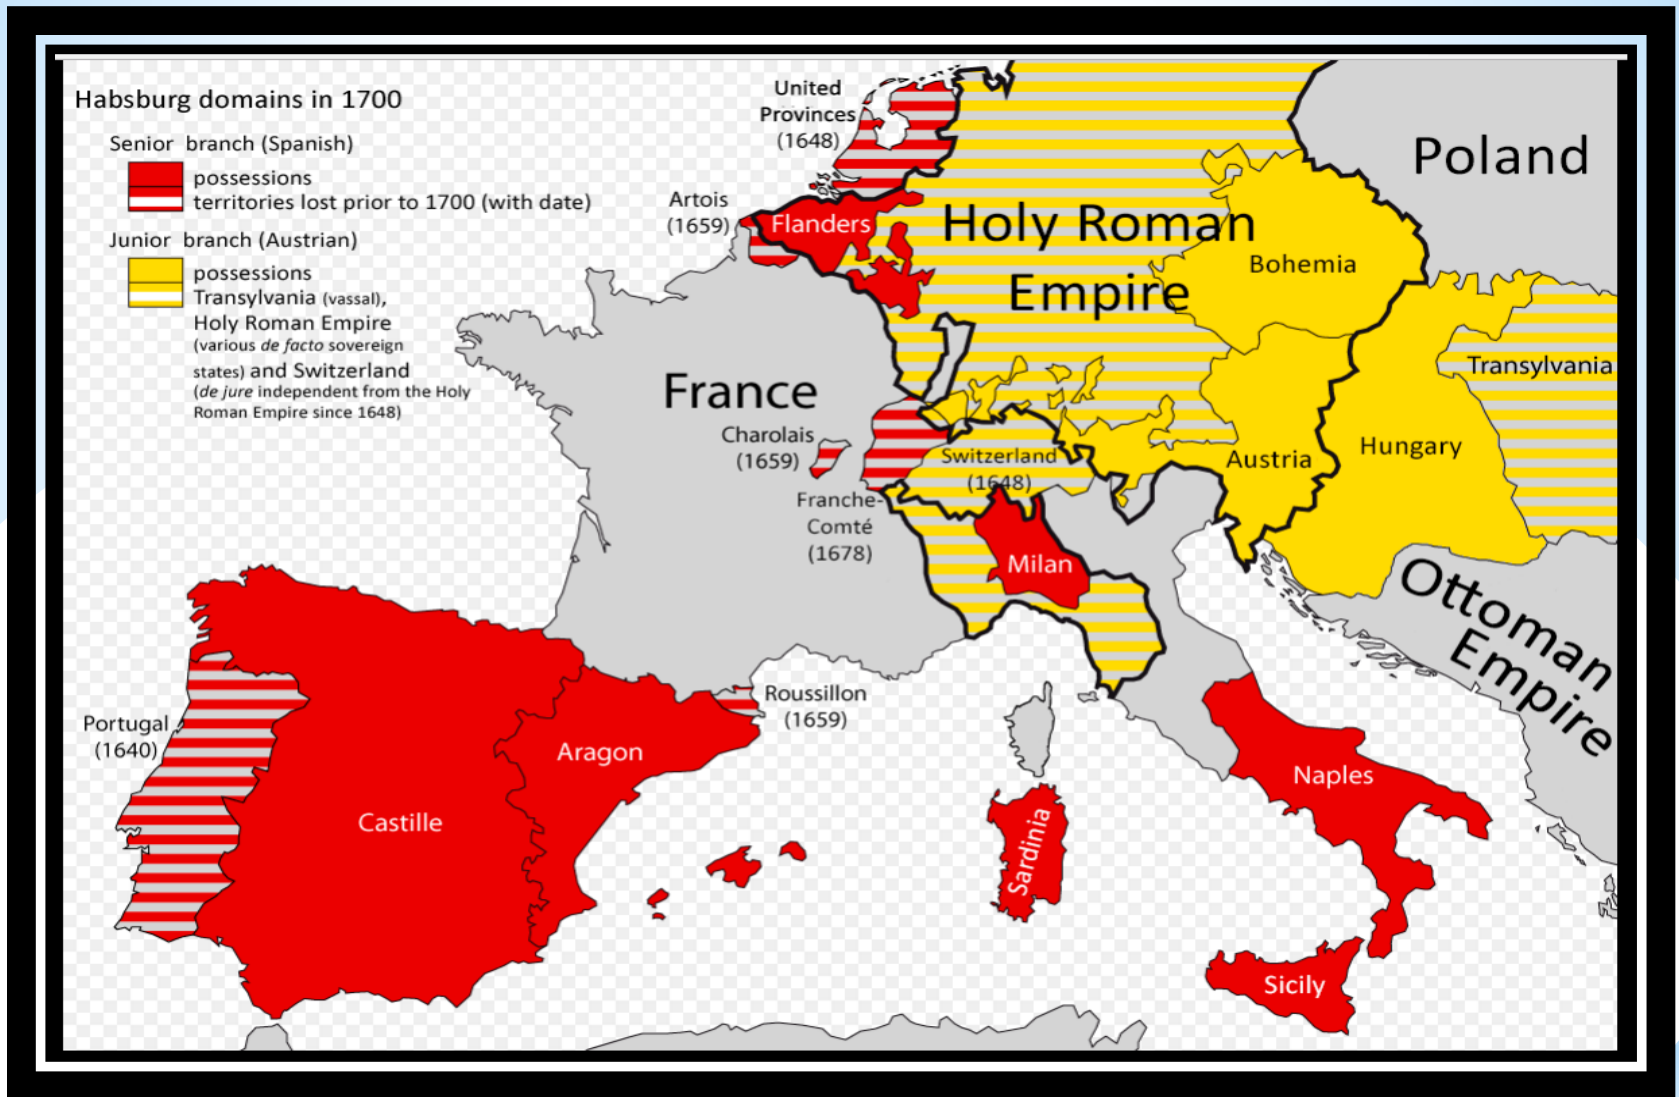 Habsburg domains in 1700
Senior branch (Spanish)
possessions
territories lost prior to 1700 (with date)
Junior branch (Austrian)
possessions
Transylvania (vassal),
Holy Roman Empire
(various de facto sovereign
states) and Switzerland
(de jure independent from the Holy
Roman Empire since 1648)
United
Provinces
(1648)
Artois
(1659)
Flanders
Holy Roman
Empire
Poland
Bohemia
France
Transylvania
Charolais
(1659)
Switzerland
(1648)
Austria
Hungary
Franche-
Comté
(1678)
Milan
Ottoman
Empire
Roussillon
(1659)
Portugal
(1640)
Aragon
Castille
Naples
Sardinia
Sicily